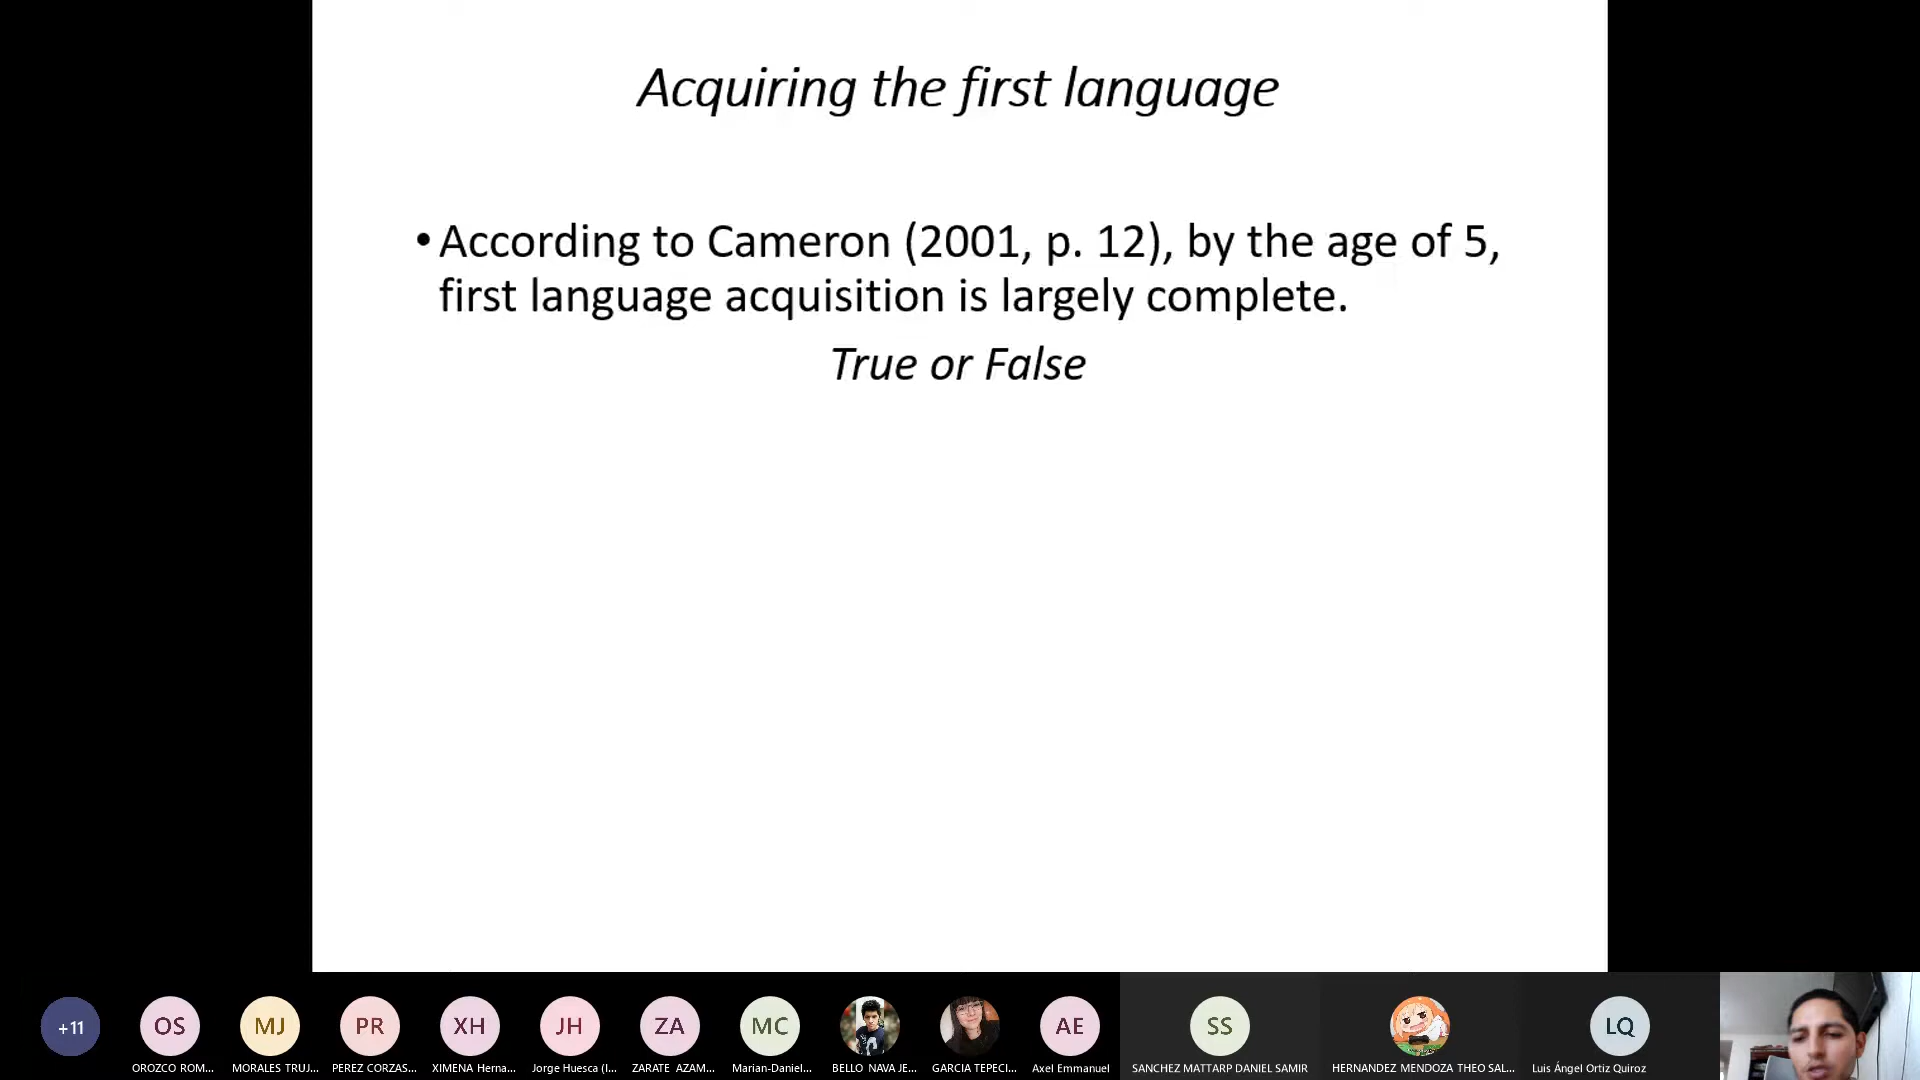 Acquiring the first language
• According to Cameron (2001, p. 12), by the age of 5,
first language acquisition is largely complete.
True or False
+11
OS
MJ
PR
XH
JH
ZA
MC
AE
SS
LQ
OROZCO ROM...
MORALES TRUJ...
PEREZ CORZAS...
XIMENA Herna...
Jorge Huesca (I...
ZARATE AZAM...
Marian-Daniel...
BELLO NAVA JE...
GARCIA TEPECI...
Axel Emmanuel
SANCHEZ MATTARP DANIEL SAMIR
HERNANDEZ MENDOZA THEO SAL...
Luis Ángel Ortiz Quiroz